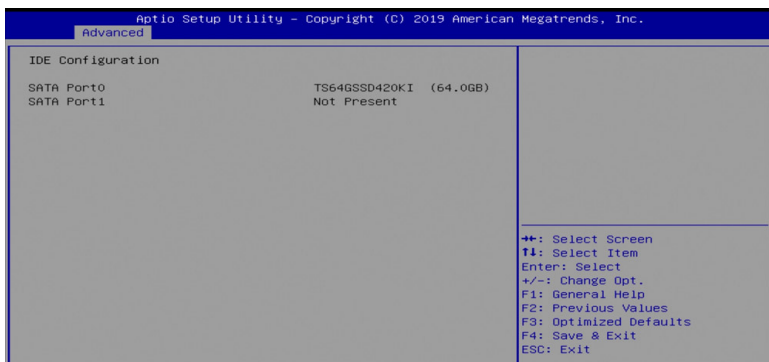 Aptio Setup Utility – Copyright (C) 2019 American Megatrends, Inc.
Advanced
IDE Configuration
SATA Port0 TS64GSSD420KI (64.0GB)
SATA Port1 Not Present
→←: Select Screen
↑↓: Select Item
Enter: Select
+/-: Change Opt.
F1: General Help
F2: Previous Values
F3: Optimized Defaults
F4: Save & Exit
ESC: Exit